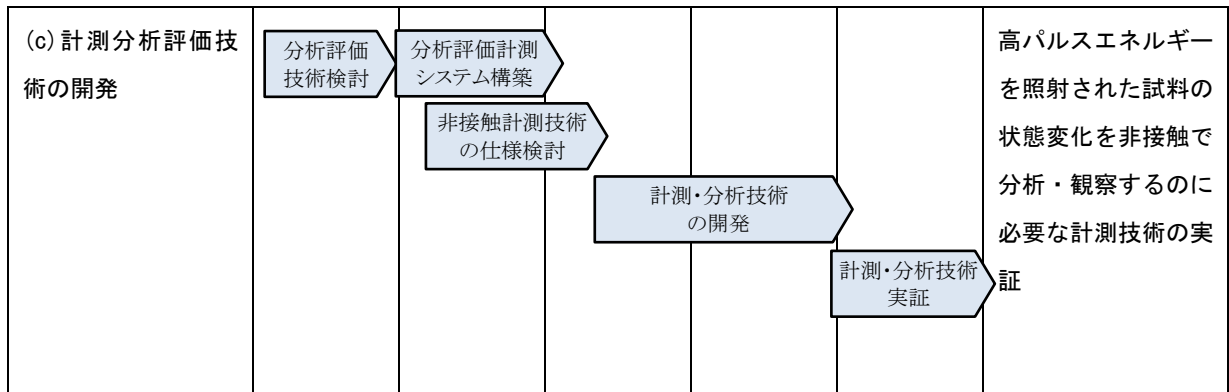 (c)計測分析評価技
術の開発
分析評価
技術検討
分析評価計測
システム構築
非接触計測技術
の仕様検討
計測・分析技術
の開発
計測・分析技術
実証
高パルスエネルギー
を照射された試料の
状態変化を非接触で
分析・観察するのに
必要な計測技術の実
証